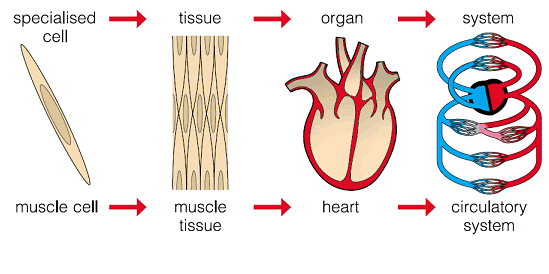 specialised cell
tissue
organ
system
muscle cell
muscle tissue
heart
circulatory system